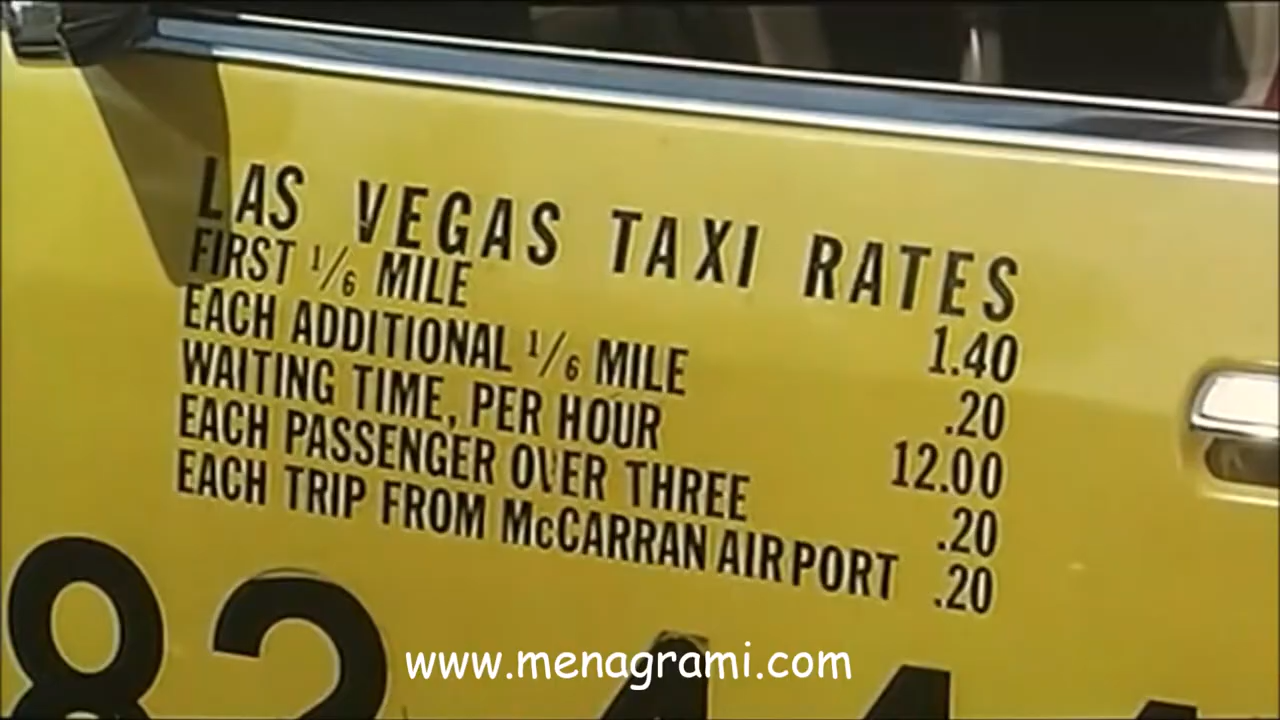 LAS VEGAS TAXI RATES
FIRST 1/6 MILE 1.40
EACH ADDITIONAL 1/6 MILE .20
WAITING TIME, PER HOUR 12.00
EACH PASSENGER OVER THREE .20
EACH TRIP FROM McCARRAN AIRPORT .20
www.menagrami.com